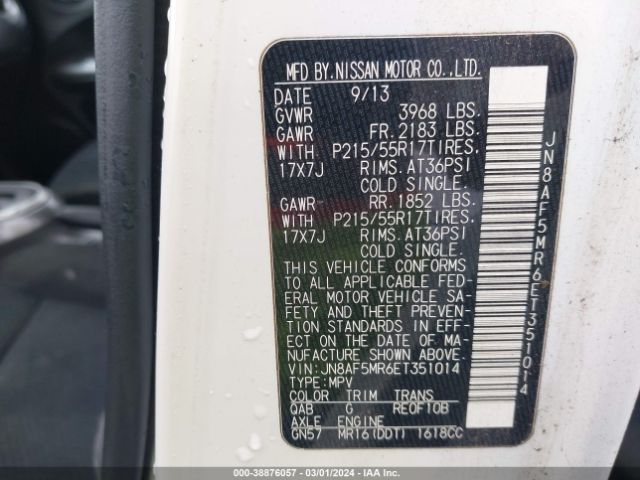 MFD BY.NISSAN MOTOR CO.,LTD.
DATE 9/13
GVWR 3968 LBS.
GAWR FR.2183 LBS.
WITH P215/55R17TIRES.
17X7J RIMS.AT36PSI
COLD SINGLE.
GAWR- RR.1852 LBS.
WITH P215/55R17TIRES.
17X7J RIMS.AT36PSI
COLD SINGLE.
THIS VEHICLE CONFORMS
TO ALL APPLICABLE FED-
ERAL MOTOR VEHICLE SA-
FETY AND THEFT PREVEN-
TION STANDARDS IN EFF-
ECT ON THE DATE OF MA-
NUFACTURE SHOWN ABOVE.
VIN:JN8AF5MR6ET351014
TYPE:MPV
COLOR TRIM TRANS
QAB G RE0F10B
AXLE ENGINE
GN57 MR16(DDT) 1618CC
JN8AF5MR6ET351014
000-38876057 — 03/01/2024 — IAA, Inc.